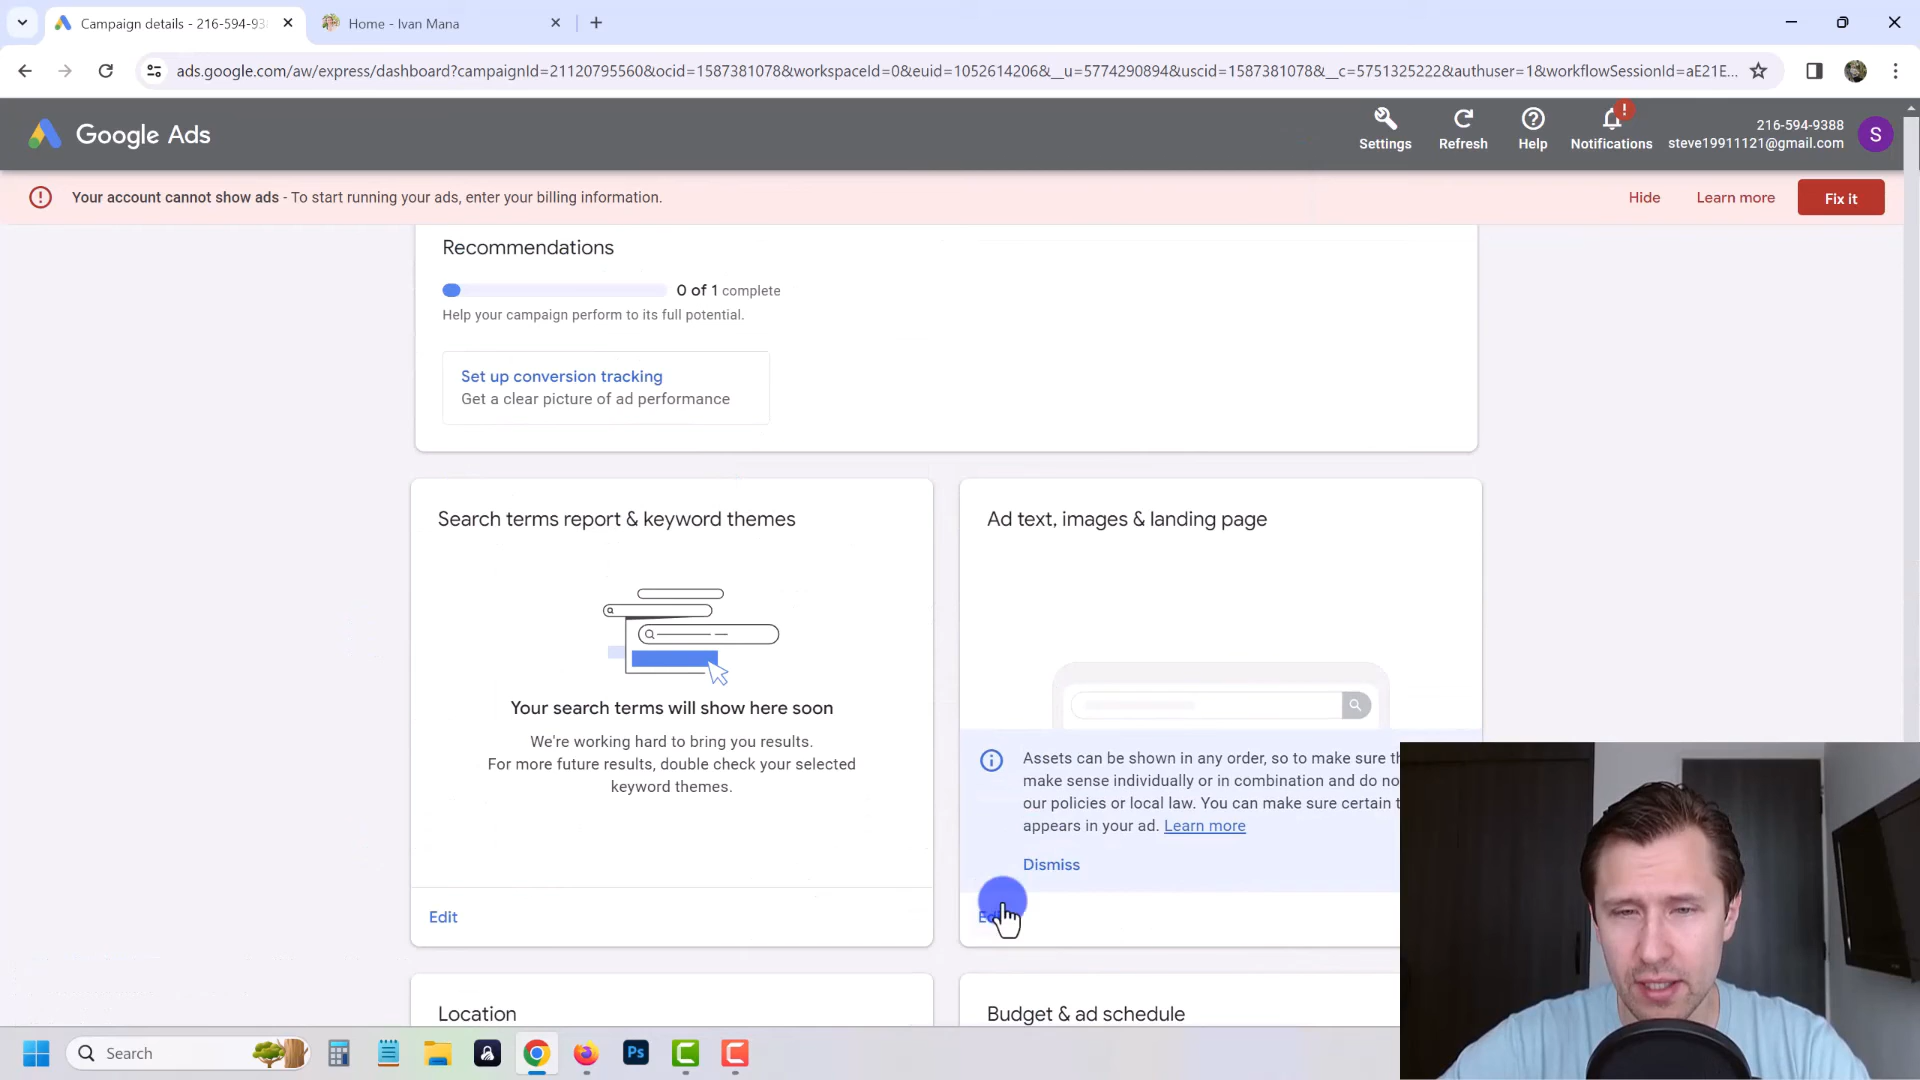 Campaign details - 216-594-93
Home - Ivan Mana
ads.google.com/aw/express/dashboard?campaignId=21120795560&ocid=1587381078&workspaceId=0&euid=1052614206&__u=5774290894&uscid=1587381078&__c=5751325222&authuser=1&workflowSessionId=aE21E...
Google Ads
Settings
Refresh
Help
Notifications
216-594-9388
steve19911121@gmail.com
S
Your account cannot show ads - To start running your ads, enter your billing information.
Hide
Learn more
Fix it
Recommendations
0 of 1 complete
Help your campaign perform to its full potential.
Set up conversion tracking
Get a clear picture of ad performance
Search terms report & keyword themes
Your search terms will show here soon
We're working hard to bring you results.
For more future results, double check your selected
keyword themes.
Edit
Ad text, images & landing page
Assets can be shown in any order, so to make sure
make sense individually or in combination and do
our policies or local law. You can make sure certain
appears in your ad. Learn more
Dismiss
Location
Budget & ad schedule
Search
Ps